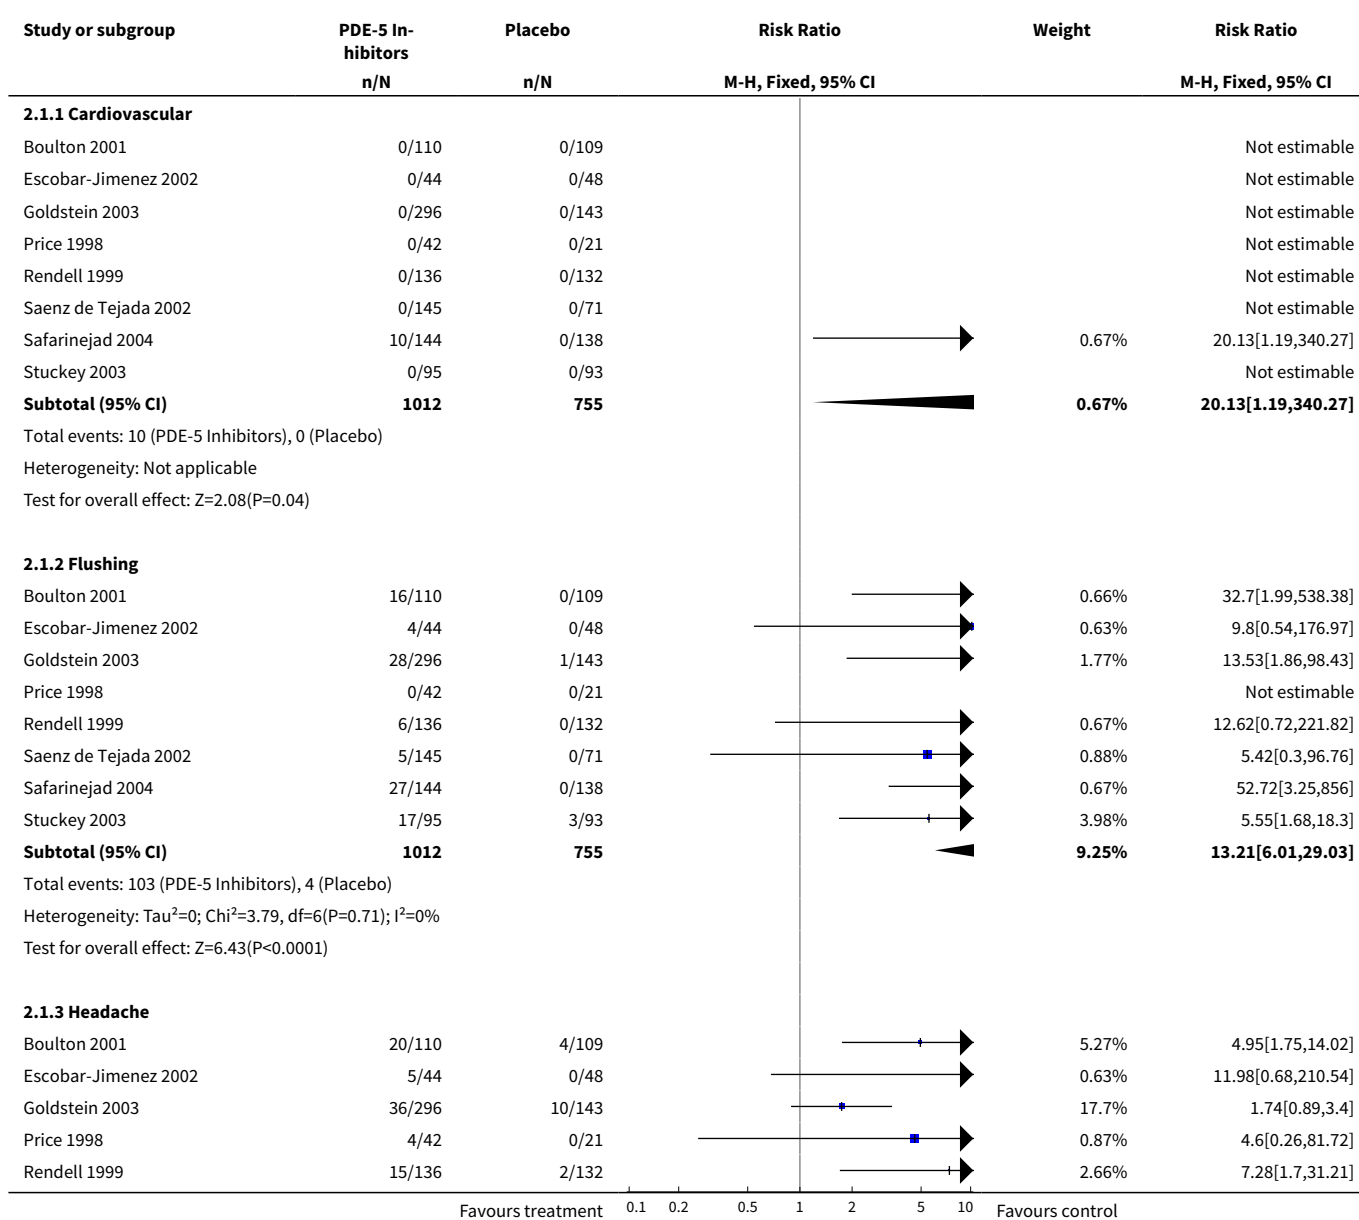 Study or subgroup PDE-5 In- Placebo Risk Ratio Weight Risk Ratio
hibitors
n/N n/N M-H, Fixed, 95% CI M-H, Fixed, 95% CI
2.1.1 Cardiovascular
Boulton 2001 0/110 0/109 Not estimable
Escobar-Jimenez 2002 0/44 0/48 Not estimable
Goldstein 2003 0/296 0/143 Not estimable
Price 1998 0/42 0/21 Not estimable
Rendell 1999 0/136 0/132 Not estimable
Saenz de Tejada 2002 0/145 0/71 Not estimable
Safarinejad 2004 10/144 0/138 0.67% 20.13[1.19,340.27]
Stuckey 2003 0/95 0/93 Not estimable
Subtotal (95% CI) 1012 755 0.67% 20.13[1.19,340.27]
Total events: 10 (PDE-5 Inhibitors), 0 (Placebo)
Heterogeneity: Not applicable
Test for overall effect: Z=2.08(P=0.04)
2.1.2 Flushing
Boulton 2001 16/110 0/109 0.66% 32.7[1.99,538.38]
Escobar-Jimenez 2002 4/44 0/48 0.63% 9.8[0.54,176.97]
Goldstein 2003 28/296 1/143 1.77% 13.53[1.86,98.43]
Price 1998 0/42 0/21 Not estimable
Rendell 1999 6/136 0/132 0.67% 12.62[0.72,221.82]
Saenz de Tejada 2002 5/145 0/71 0.88% 5.42[0.3,96.76]
Safarinejad 2004 27/144 0/138 0.67% 52.72[3.25,856]
Stuckey 2003 17/95 3/93 3.98% 5.55[1.68,18.3]
Subtotal (95% CI) 1012 755 9.25% 13.21[6.01,29.03]
Total events: 103 (PDE-5 Inhibitors), 4 (Placebo)
Heterogeneity: Tau²=0; Chi²=3.79, df=6(P=0.71); I²=0%
Test for overall effect: Z=6.43(P<0.0001)
2.1.3 Headache
Boulton 2001 20/110 4/109 5.27% 4.95[1.75,14.02]
Escobar-Jimenez 2002 5/44 0/48 0.63% 11.98[0.68,210.54]
Goldstein 2003 36/296 10/143 17.7% 1.74[0.89,3.4]
Price 1998 4/42 0/21 0.87% 4.6[0.26,81.72]
Rendell 1999 15/136 2/132 2.66% 7.28[1.7,31.21]
Favours treatment 0.1 0.2 0.5 1 2 5 10 Favours control